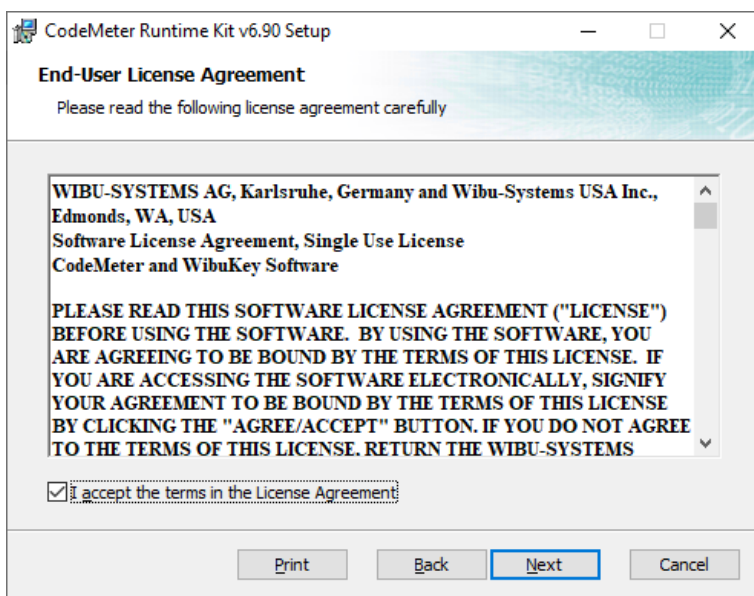 CodeMeter Runtime Kit v6.90 Setup
End-User License Agreement
Please read the following license agreement carefully
WIBU-SYSTEMS AG, Karlsruhe, Germany and Wibu-Systems USA Inc.,
Edmonds, WA, USA
Software License Agreement, Single Use License
CodeMeter and WibuKey Software
PLEASE READ THIS SOFTWARE LICENSE AGREEMENT ("LICENSE")
BEFORE USING THE SOFTWARE.  BY USING THE SOFTWARE, YOU
ARE AGREEING TO BE BOUND BY THE TERMS OF THIS LICENSE.  IF
YOU ARE ACCESSING THE SOFTWARE ELECTRONICALLY, SIGNIFY
YOUR AGREEMENT TO BE BOUND BY THE TERMS OF THIS LICENSE
BY CLICKING THE "AGREE/ACCEPT" BUTTON. IF YOU DO NOT AGREE
TO THE TERMS OF THIS LICENSE, RETURN THE WIBU-SYSTEMS
I accept the terms in the License Agreement
Print Back Next Cancel